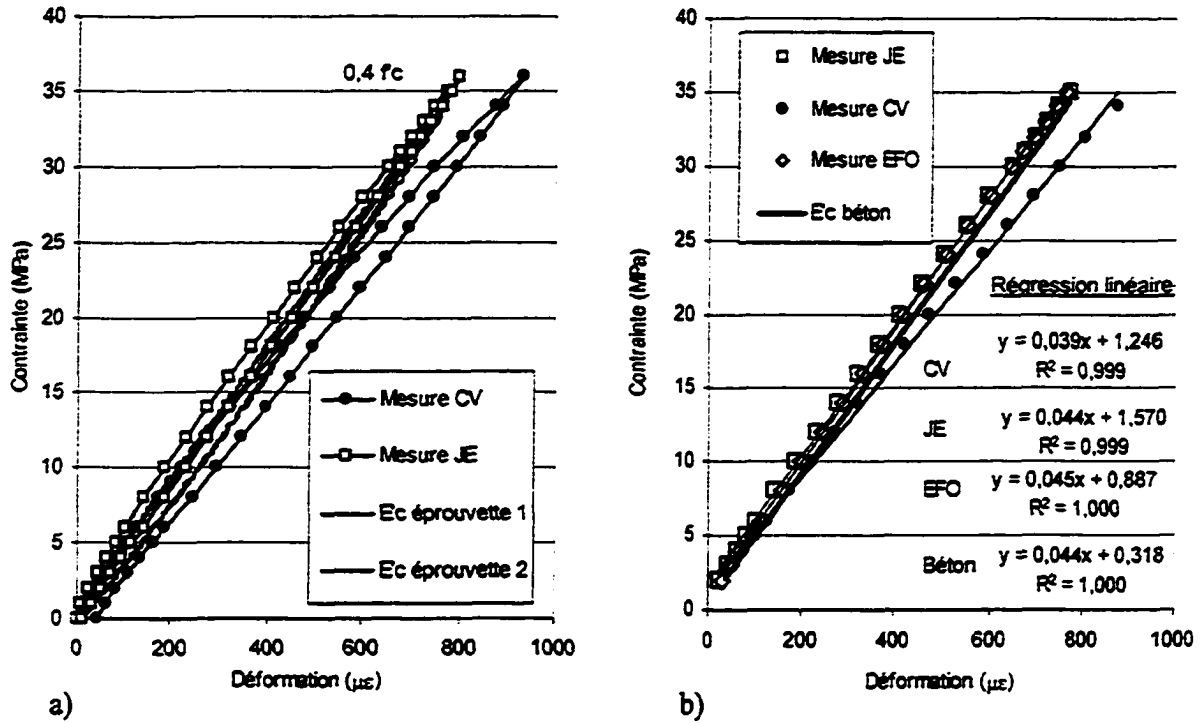 40
35
30
25
20
15
10
5
0
Contrainte (MPa)
0,4 f'c
Mesure CV
Mesure JE
Ec éprouvette 1
Ec éprouvette 2
0
200
400
600
800
1000
Déformation (µε)
a)
40
35
30
25
20
15
10
5
0
Contrainte (MPa)
Mesure JE
Mesure CV
Mesure EFO
Ec béton
Régression linéaire
CV
y = 0,039x + 1,246
R² = 0,999
JE
y = 0,044x + 1,570
R² = 0,999
EFO
y = 0,045x + 0,887
R² = 1,000
Béton
y = 0,044x + 0,318
R² = 1,000
0
200
400
600
800
1000
Déformation (µε)
b)